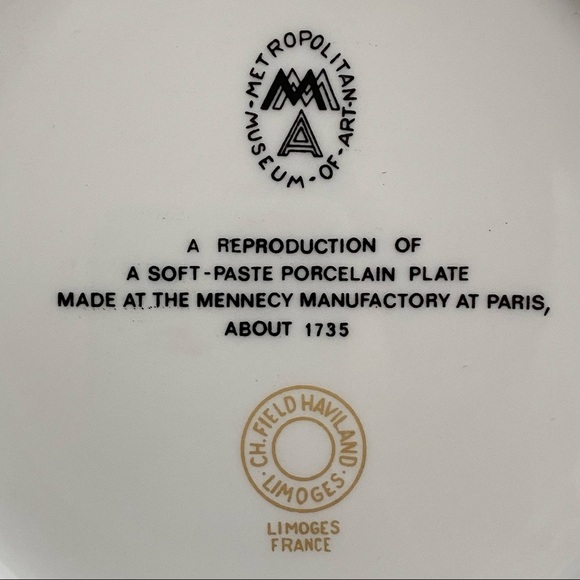 METROPOLITAN
MUSEUM-OF-ART
MMA
A REPRODUCTION OF
A SOFT-PASTE PORCELAIN PLATE
MADE AT THE MENNECY MANUFACTORY AT PARIS,
ABOUT 1735
CH. FIELD HAVILAND
· LIMOGES ·
LIMOGES
FRANCE